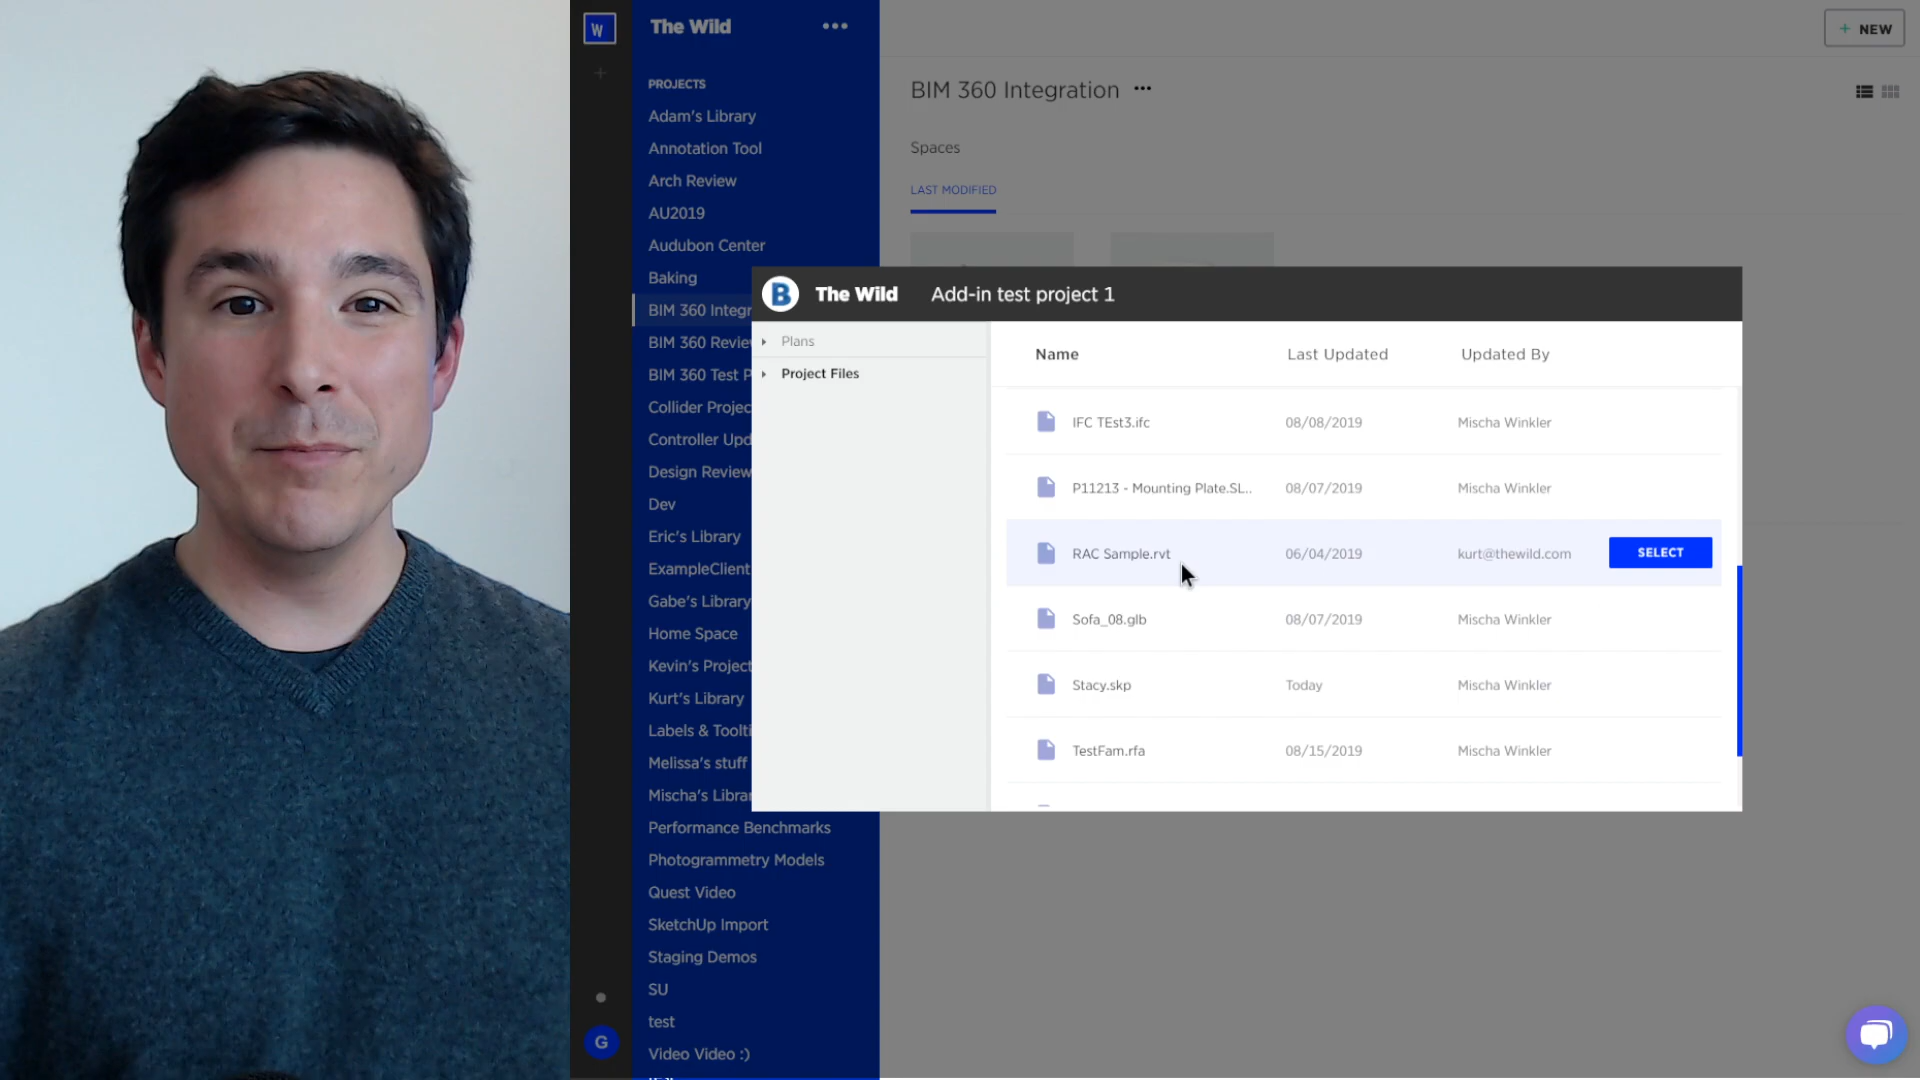 W
The Wild
PROJECTS
Adam's Library
Annotation Tool
Arch Review
AU2019
Audubon Center
Baking
BIM 360 Integr
BIM 360 Revie
BIM 360 Test P
Collider Projec
Controller Upd
Design Review
Dev
Eric's Library
ExampleClient
Gabe's Library
Home Space
Kevin's Project
Kurt's Library
Labels & Toolti
Melissa's stuff
Mischa's Librar
Performance Benchmarks
Photogrammetry Models
Quest Video
SketchUp Import
Staging Demos
SU
test
Video Video :)
G
+ NEW
BIM 360 Integration
Spaces
LAST MODIFIED
B The Wild Add-in test project 1
Plans
Project Files
Name Last Updated Updated By
IFC TEst3.ifc 08/08/2019 Mischa Winkler
P11213 - Mounting Plate.SL.. 08/07/2019 Mischa Winkler
RAC Sample.rvt 06/04/2019 kurt@thewild.com SELECT
Sofa_08.glb 08/07/2019 Mischa Winkler
Stacy.skp Today Mischa Winkler
TestFam.rfa 08/15/2019 Mischa Winkler